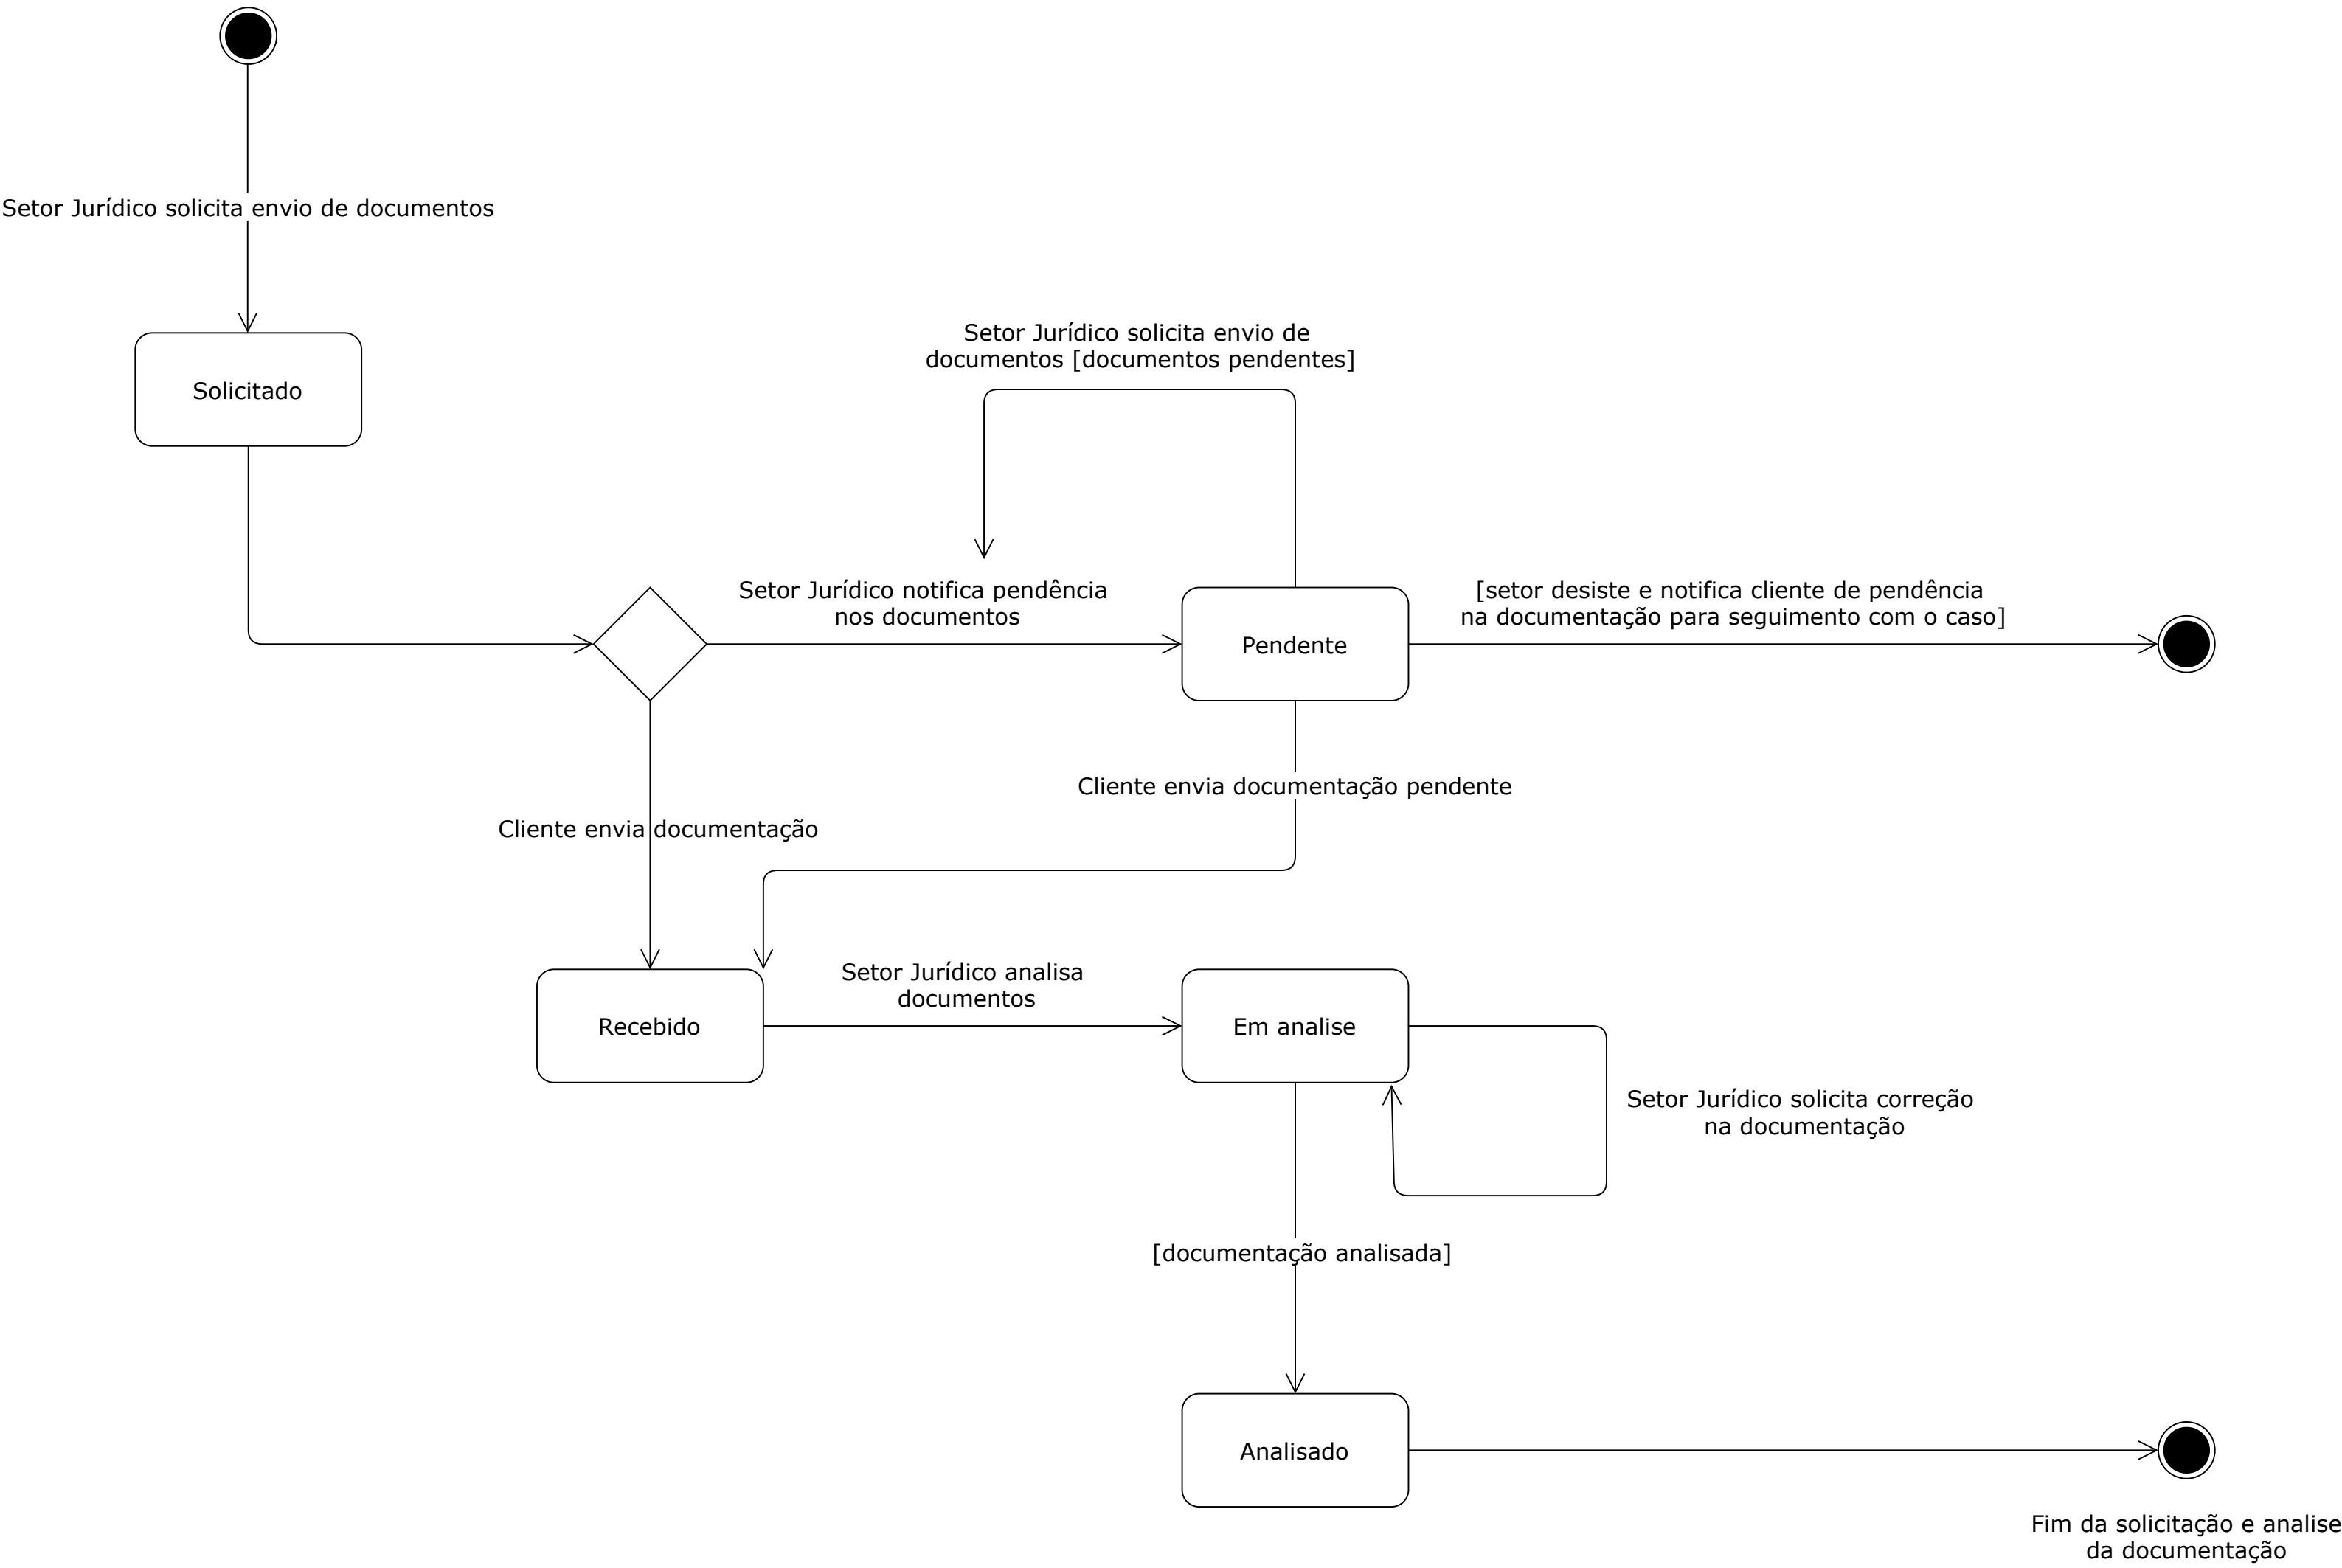 Setor Jurídico solicita envio de documentos
Solicitado
Setor Jurídico solicita envio de
documentos [documentos pendentes]
Setor Jurídico notifica pendência
nos documentos
Pendente
[setor desiste e notifica cliente de pendência
na documentação para seguimento com o caso]
Cliente envia documentação pendente
Cliente envia documentação
Recebido
Setor Jurídico analisa
documentos
Em analise
Setor Jurídico solicita correção
na documentação
[documentação analisada]
Analisado
Fim da solicitação e analise
da documentação